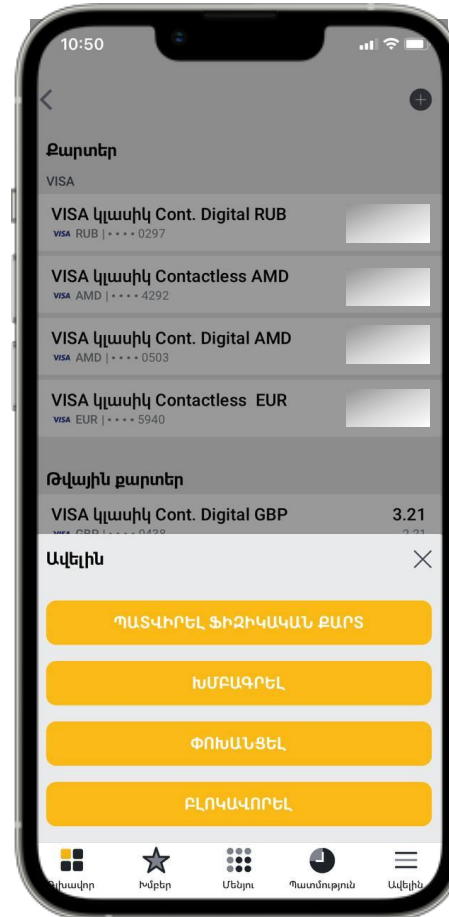 10:50
Քարտեր
VISA
VISA կլասիկ Cont. Digital RUB
VISA RUB | • • • • 0297
VISA կլասիկ Contactless AMD
VISA AMD | • • • • 4292
VISA կլասիկ Cont. Digital AMD
VISA AMD | • • • • 0503
VISA կլասիկ Contactless EUR
VISA EUR | • • • • 5940
Թվային քարտեր
VISA կլասիկ Cont. Digital GBP 3.21
Ավելին
ՊԱՏՎԻՐԵԼ ՖԻԶԻԿԱԿԱՆ ՔԱՐՏ
ԽՄԲԱԳՐԵԼ
ՓՈԽԱՆՑԵԼ
ԲԼՈԿԱՎՈՐԵԼ
Գլխավոր Խմբեր Մենյու Պատմություն Ավելին